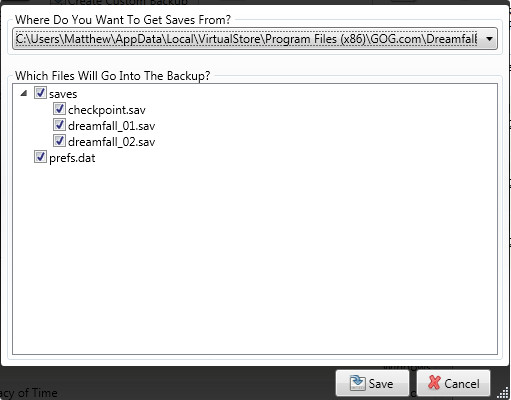 Create Custom Backup
Where Do You Want To Get Saves From?
C:\Users\Matthew\AppData\Local\VirtualStore\Program Files (x86)\GOG.com\Dreamfall
Which Files Will Go Into The Backup?
saves
checkpoint.sav
dreamfall_01.sav
dreamfall_02.sav
prefs.dat
Save
Cancel
acy of Time